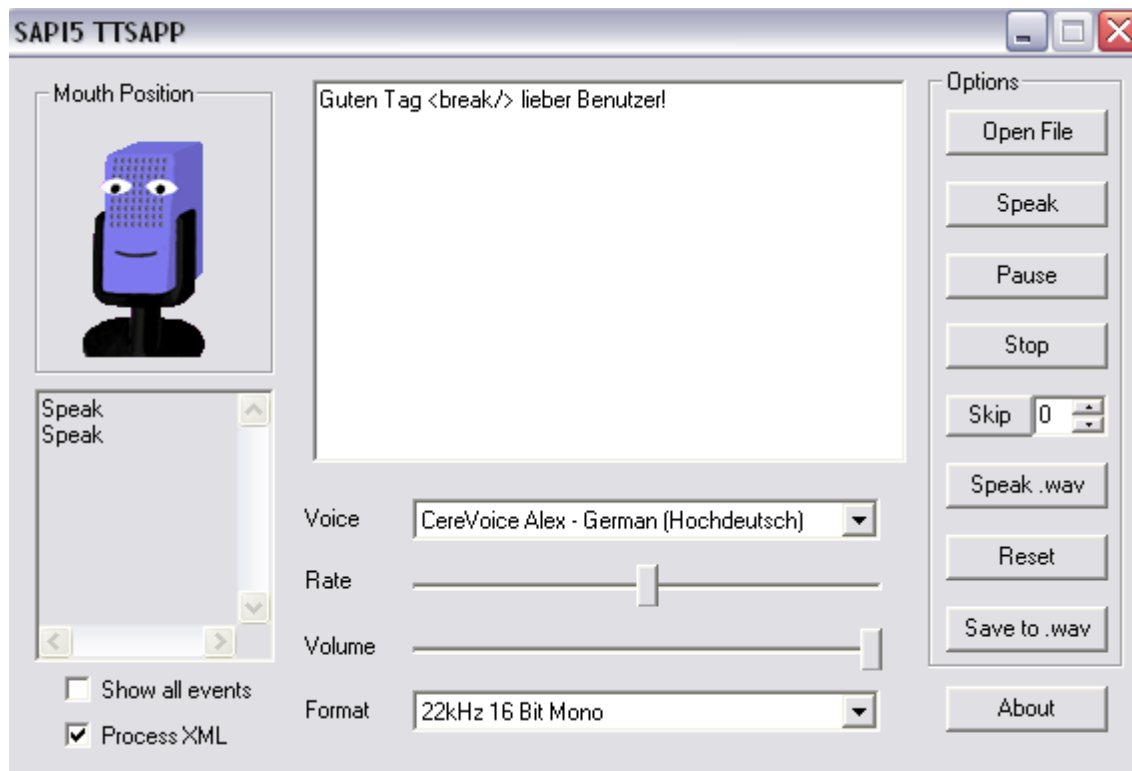 SAPI5 TTSAPP
Mouth Position
Speak
Speak
Show all events
Process XML
Guten Tag <break/> lieber Benutzer!
Voice
CereVoice Alex - German (Hochdeutsch)
Rate
Volume
Format
22kHz 16 Bit Mono
Options
Open File
Speak
Pause
Stop
Skip 0
Speak .wav
Reset
Save to .wav
About